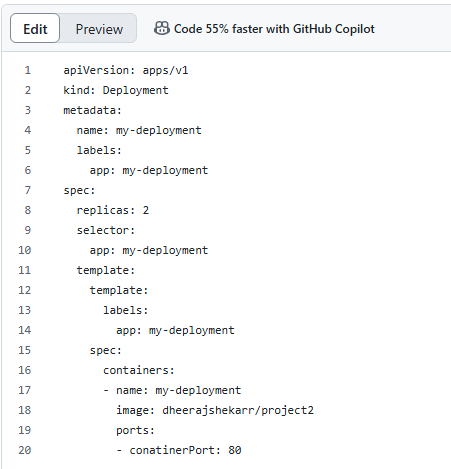 Edit Preview Code 55% faster with GitHub Copilot
1 apiVersion: apps/v1
2 kind: Deployment
3 metadata:
4   name: my-deployment
5   labels:
6     app: my-deployment
7 spec:
8   replicas: 2
9   selector:
10     app: my-deployment
11   template:
12     template:
13       labels:
14         app: my-deployment
15     spec:
16       containers:
17       - name: my-deployment
18         image: dheerajshekarr/project2
19         ports:
20         - conatinerPort: 80